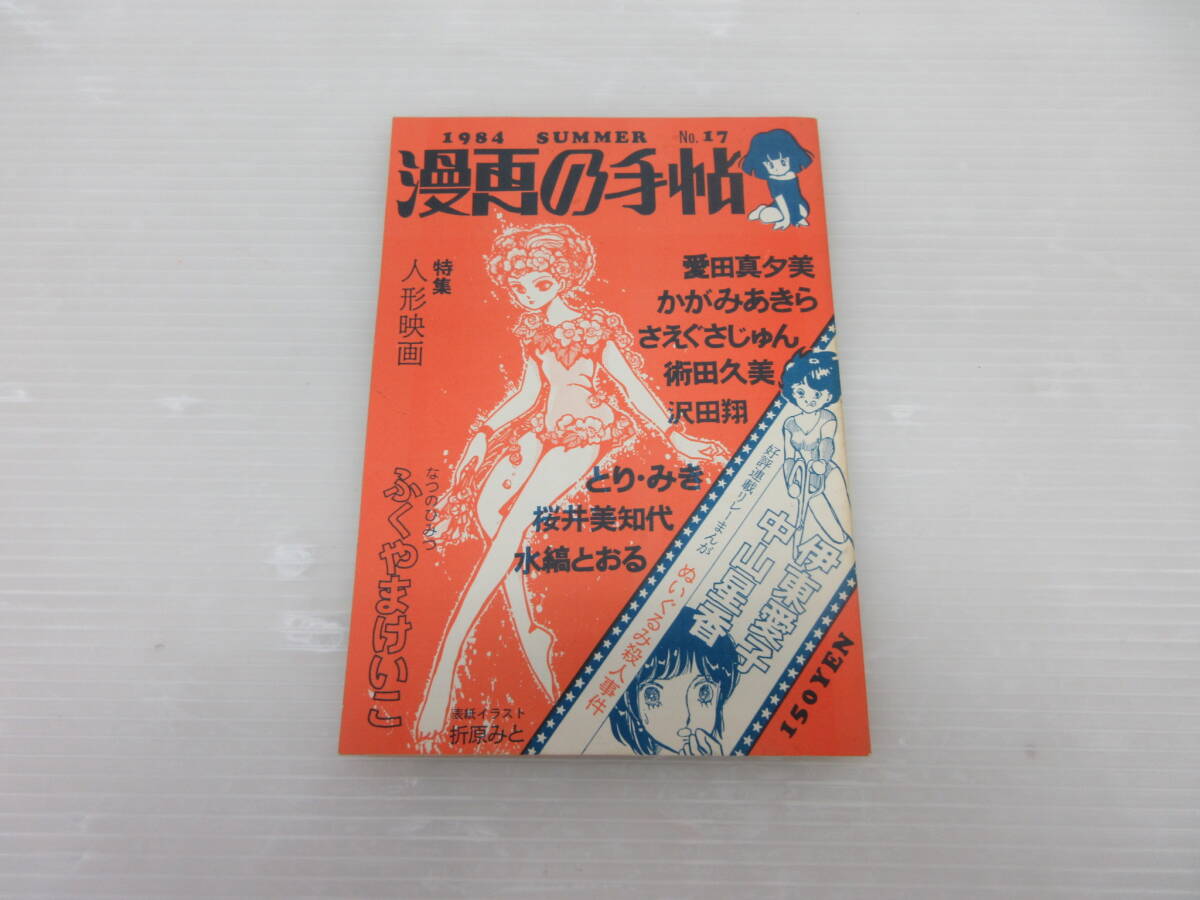 1984 SUMMER No.17
漫画の手帖
特集
人形映画
愛田真夕美
かがみあきら
さえぐさじゅん
術田久美
沢田翔
とり・みき
桜井美知代
水縞とおる
なつのひみつ
ふくやまけいこ
好評連載リレーまんが
ぬいぐるみ殺人事件
伊東愛子
中山星香
表紙イラスト
折原みと
150YEN